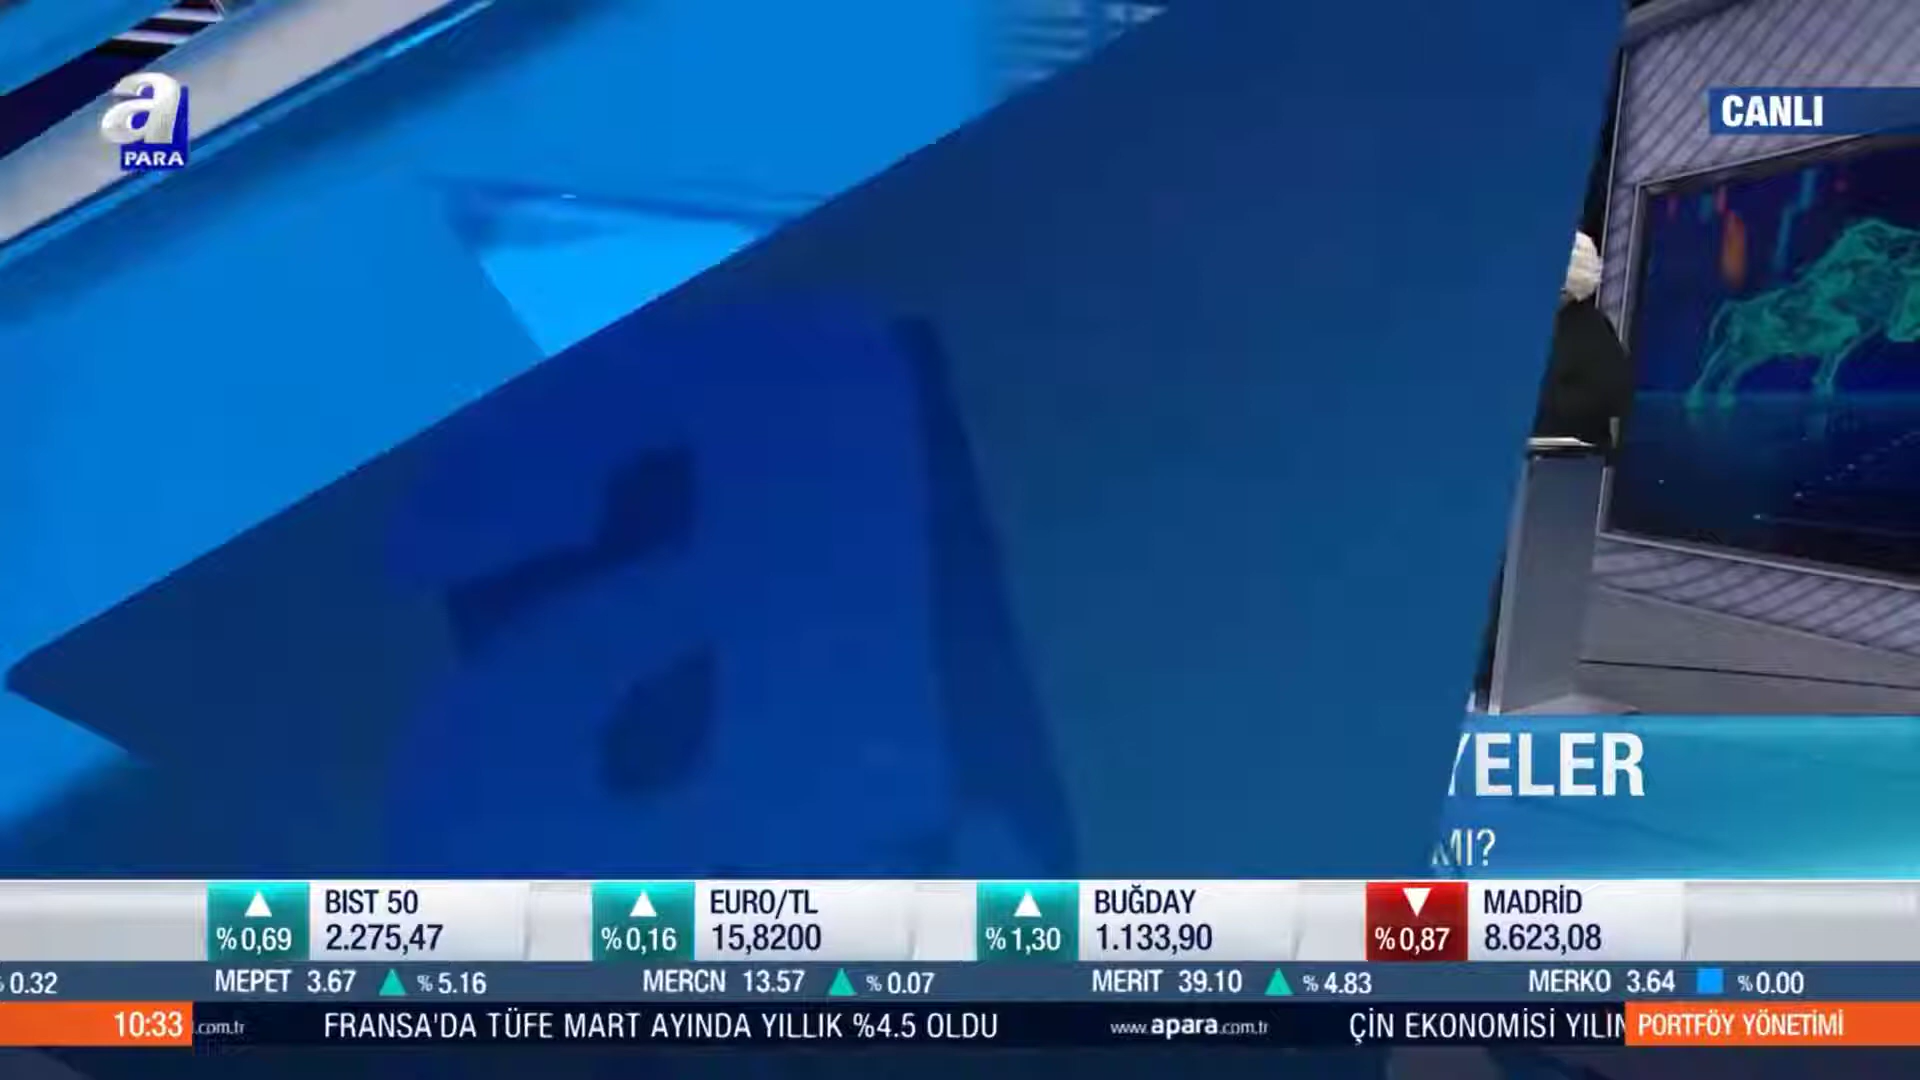 a
PARA
CANLI
YELER
MI?
%0,69 BIST 50 2.275,47
%0,16 EURO/TL 15,8200
%1,30 BUĞDAY 1.133,90
%0,87 MADRİD 8.623,08
0.32 MEPET 3.67 % 5.16 MERCN 13.57 % 0.07 MERIT 39.10 % 4.83 MERKO 3.64 % 0.00
10:33 .com.tr FRANSA'DA TÜFE MART AYINDA YILLIK %4.5 OLDU www.apara.com.tr ÇİN EKONOMİSİ YILIN PORTFÖY YÖNETİMİ